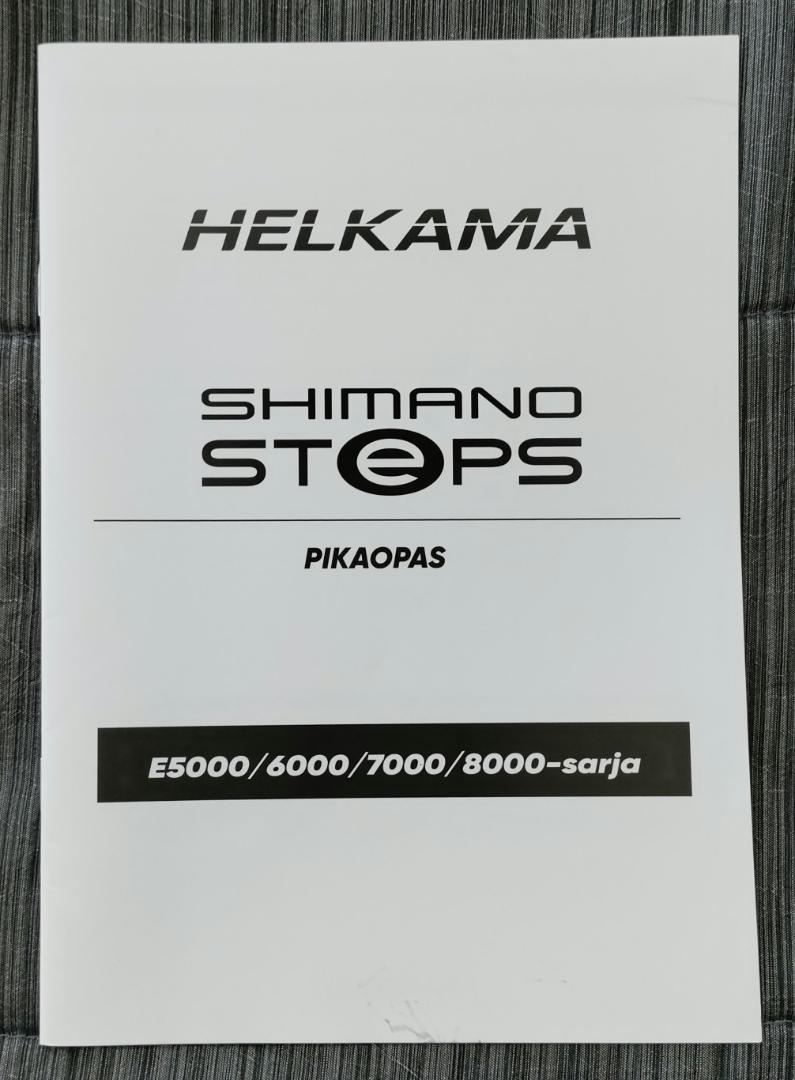 HELKAMA
SHIMANO
STePS
PIKAOPAS
E5000/6000/7000/8000-sarja